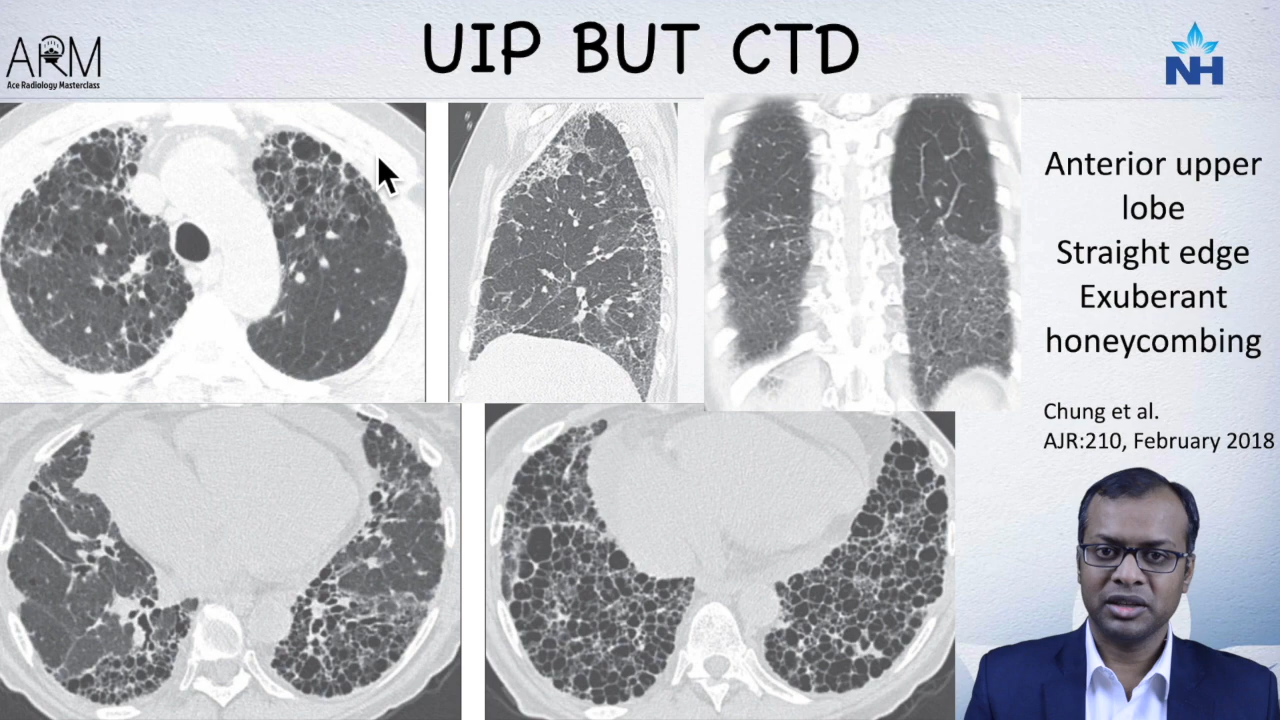 UIP BUT CTD
ARM
Ace Radiology Masterclass
NH
Anterior upper
lobe
Straight edge
Exuberant
honeycombing
Chung et al.
AJR:210, February 2018